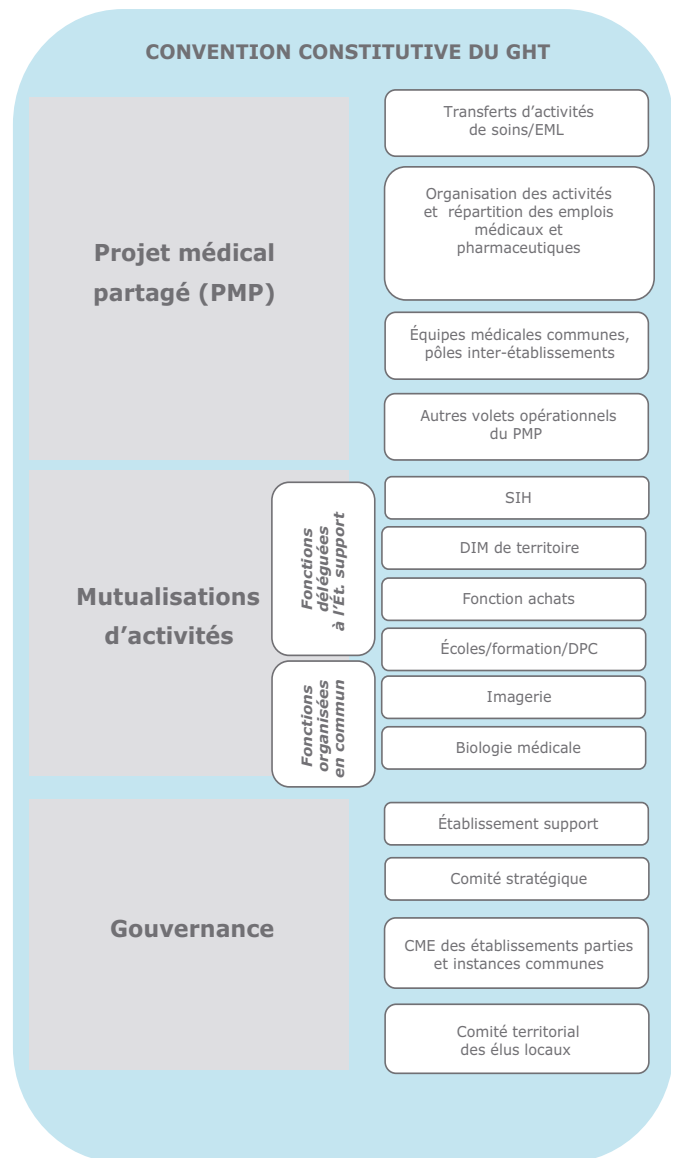 CONVENTION CONSTITUTIVE DU GHT
Projet médical
partagé (PMP)
Transferts d'activités
de soins/EML
Organisation des activités
et répartition des emplois
médicaux et
pharmaceutiques
Équipes médicales communes,
pôles inter-établissements
Autres volets opérationnels
du PMP
Mutualisations
d'activités
Fonctions
déléguées
à l'Ét. support
SIH
DIM de territoire
Fonction achats
Écoles/formation/DPC
Fonctions
organisées
en commun
Imagerie
Biologie médicale
Gouvernance
Établissement support
Comité stratégique
CME des établissements parties
et instances communes
Comité territorial
des élus locaux